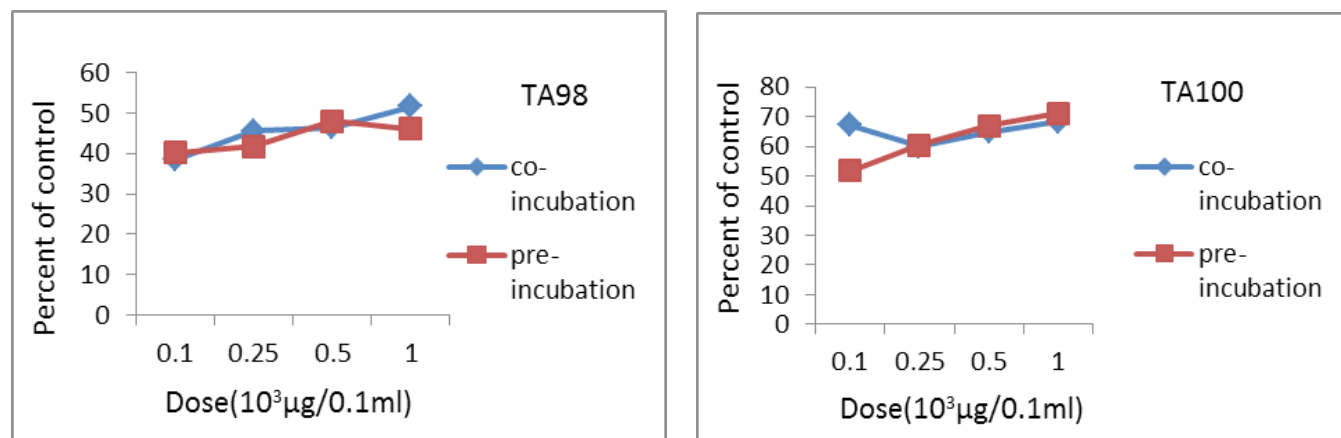 TA98
Percent of control
60
50
40
30
20
10
0
0.1 0.25 0.5 1
Dose(10³µg/0.1ml)
co-
incubation
pre-
incubation
TA100
Percent of control
80
70
60
50
40
30
20
10
0
0.1 0.25 0.5 1
Dose(10³µg/0.1ml)
co-
incubation
pre-
incubation